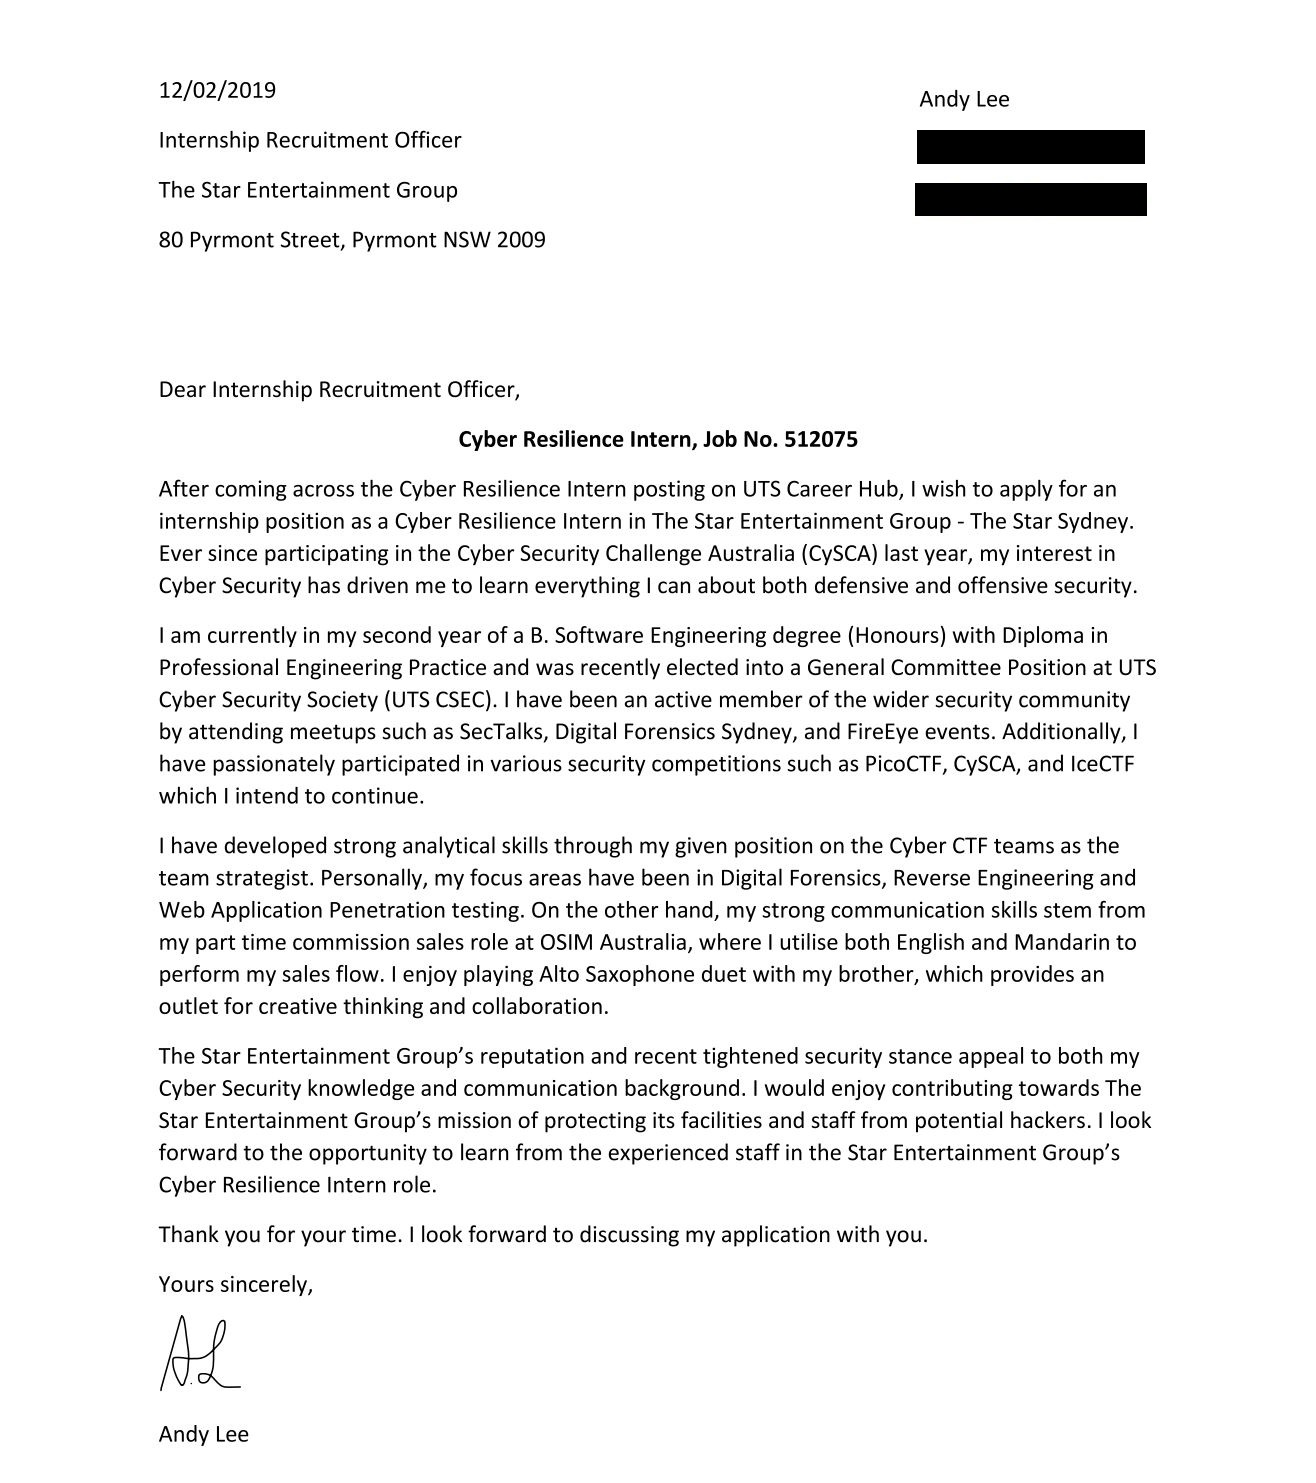 12/02/2019
Andy Lee
Internship Recruitment Officer
The Star Entertainment Group
80 Pyrmont Street, Pyrmont NSW 2009
Dear Internship Recruitment Officer,
Cyber Resilience Intern, Job No. 512075
After coming across the Cyber Resilience Intern posting on UTS Career Hub, I wish to apply for an
internship position as a Cyber Resilience Intern in The Star Entertainment Group - The Star Sydney.
Ever since participating in the Cyber Security Challenge Australia (CySCA) last year, my interest in
Cyber Security has driven me to learn everything I can about both defensive and offensive security.
I am currently in my second year of a B. Software Engineering degree (Honours) with Diploma in
Professional Engineering Practice and was recently elected into a General Committee Position at UTS
Cyber Security Society (UTS CSEC). I have been an active member of the wider security community
by attending meetups such as SecTalks, Digital Forensics Sydney, and FireEye events. Additionally, I
have passionately participated in various security competitions such as PicoCTF, CySCA, and IceCTF
which I intend to continue.
I have developed strong analytical skills through my given position on the Cyber CTF teams as the
team strategist. Personally, my focus areas have been in Digital Forensics, Reverse Engineering and
Web Application Penetration testing. On the other hand, my strong communication skills stem from
my part time commission sales role at OSIM Australia, where I utilise both English and Mandarin to
perform my sales flow. I enjoy playing Alto Saxophone duet with my brother, which provides an
outlet for creative thinking and collaboration.
The Star Entertainment Group’s reputation and recent tightened security stance appeal to both my
Cyber Security knowledge and communication background. I would enjoy contributing towards The
Star Entertainment Group’s mission of protecting its facilities and staff from potential hackers. I look
forward to the opportunity to learn from the experienced staff in the Star Entertainment Group’s
Cyber Resilience Intern role.
Thank you for your time. I look forward to discussing my application with you.
Yours sincerely,
A.L
Andy Lee